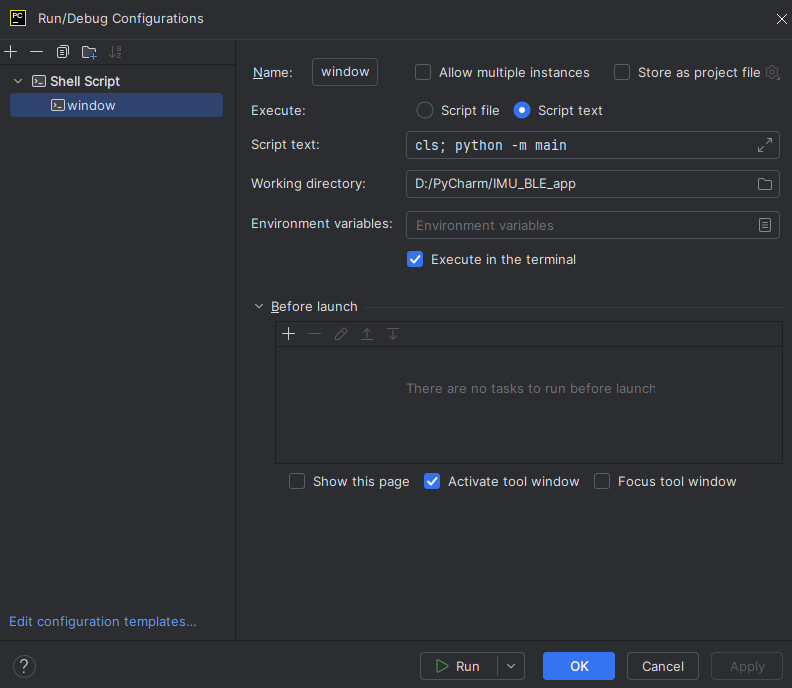 PC Run/Debug Configurations
Shell Script
window
Name: window Allow multiple instances Store as project file
Execute: Script file Script text
Script text: cls; python -m main
Working directory: D:/PyCharm/IMU_BLE_app
Environment variables: Environment variables
Execute in the terminal
Before launch
There are no tasks to run before launch
Show this page Activate tool window Focus tool window
Edit configuration templates...
? Run OK Cancel Apply